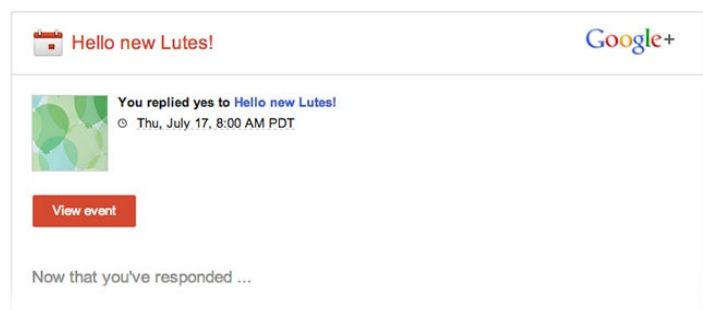 Hello new Lutes!
Google+
You replied yes to Hello new Lutes!
Thu, July 17, 8:00 AM PDT
View event
Now that you've responded ...